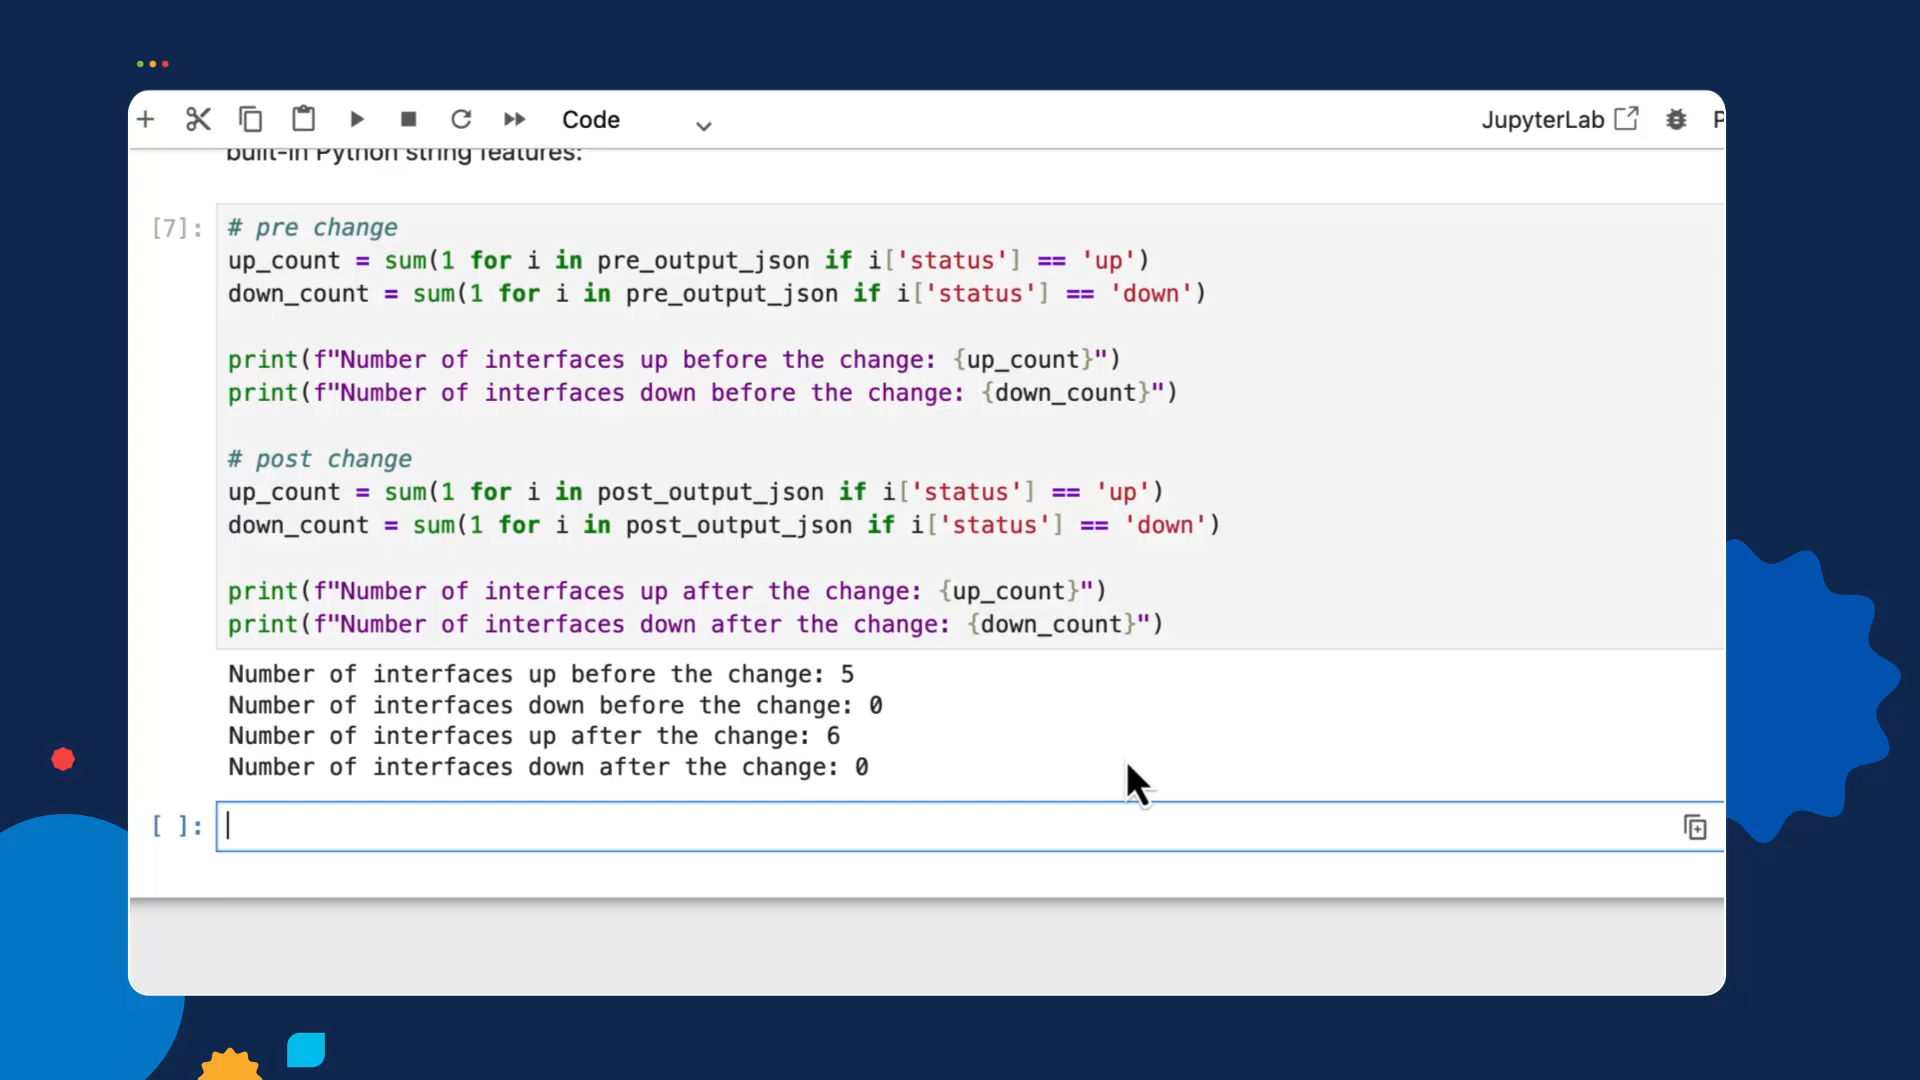 Code
JupyterLab
built-in Python string features:
[7]:
# pre change
up_count = sum(1 for i in pre_output_json if i['status'] == 'up')
down_count = sum(1 for i in pre_output_json if i['status'] == 'down')
print(f"Number of interfaces up before the change: {up_count}")
print(f"Number of interfaces down before the change: {down_count}")
# post change
up_count = sum(1 for i in post_output_json if i['status'] == 'up')
down_count = sum(1 for i in post_output_json if i['status'] == 'down')
print(f"Number of interfaces up after the change: {up_count}")
print(f"Number of interfaces down after the change: {down_count}")
Number of interfaces up before the change: 5
Number of interfaces down before the change: 0
Number of interfaces up after the change: 6
Number of interfaces down after the change: 0
[ ]: